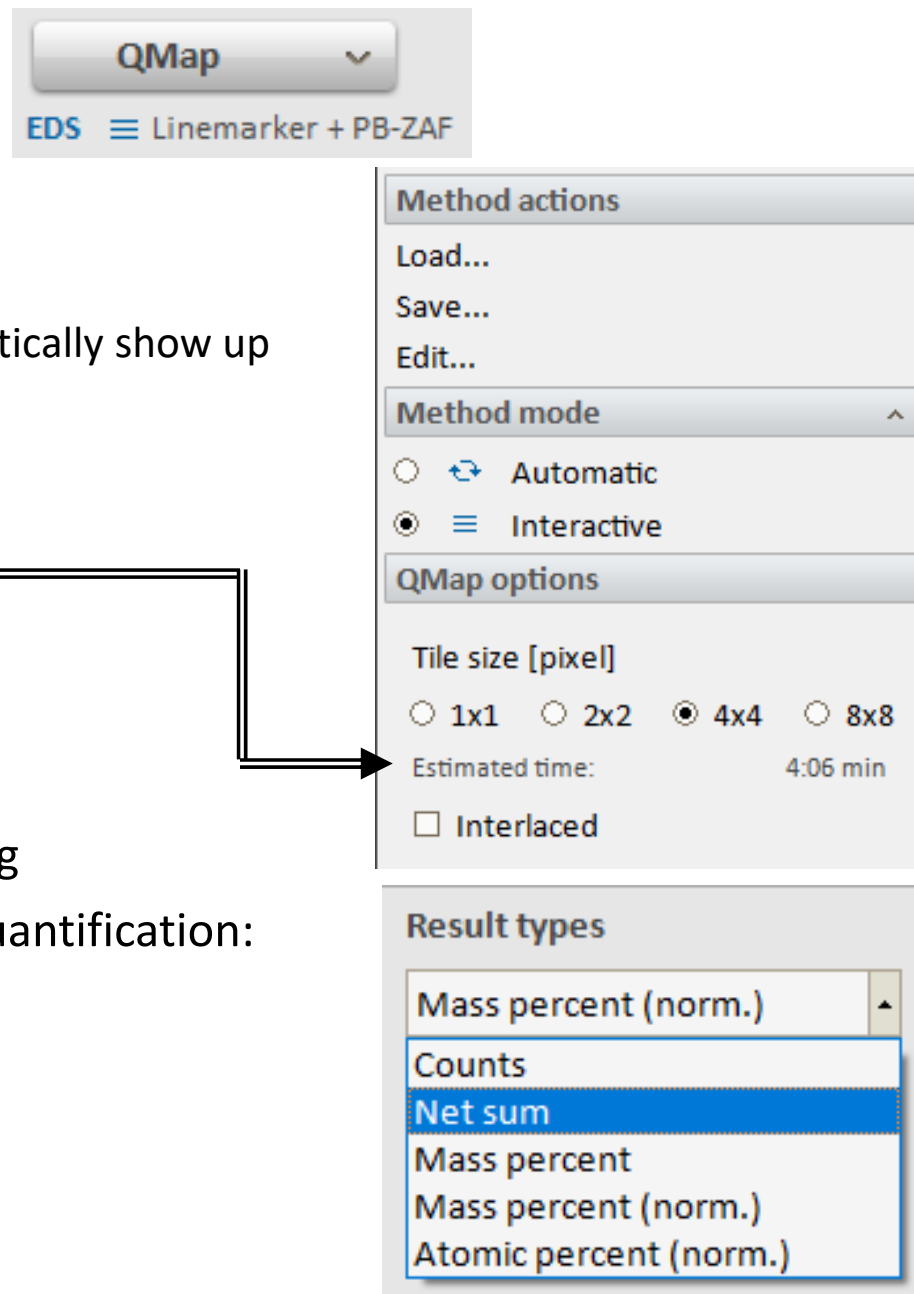 QMap
EDS Linemarker + PB-ZAF
Method actions
Load...
Save...
tically show up
Edit...
Method mode
Automatic
Interactive
QMap options
Tile size [pixel]
1x1 2x2 4x4 8x8
Estimated time: 4:06 min
Interlaced
g
uantification:
Result types
Mass percent (norm.)
Counts
Net sum
Mass percent
Mass percent (norm.)
Atomic percent (norm.)